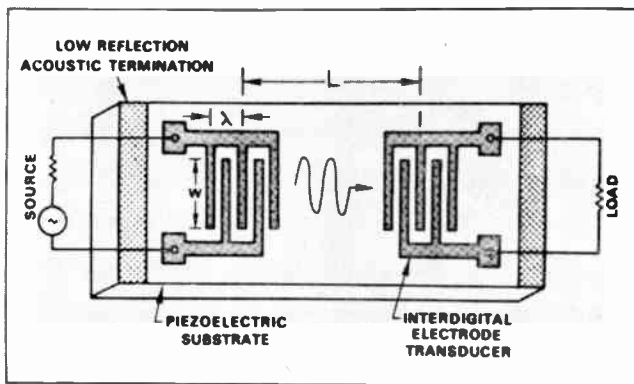 LOW REFLECTION
ACOUSTIC TERMINATION
L
λ
W
SOURCE
LOAD
PIEZOELECTRIC
SUBSTRATE
INTERDIGITAL
ELECTRODE
TRANSDUCER